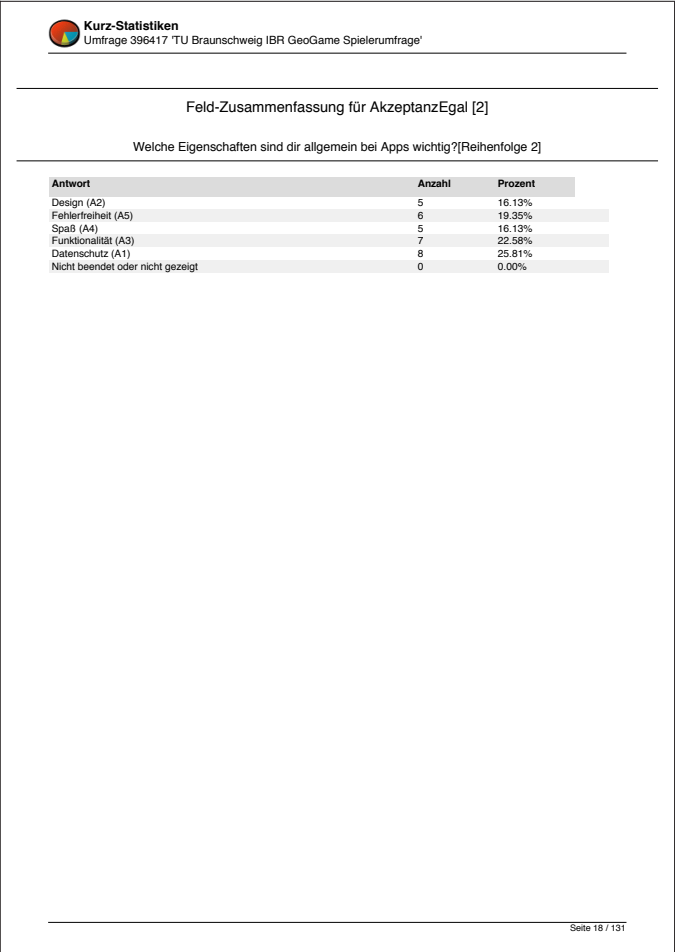 Kurz-Statistiken
Umfrage 396417 'TU Braunschweig IBR GeoGame Spielerumfrage'
Feld-Zusammenfassung für AkzeptanzEgal [2]
Welche Eigenschaften sind dir allgemein bei Apps wichtig?[Reihenfolge 2]
Antwort Anzahl Prozent
Design (A2) 5 16.13%
Fehlerfreiheit (A5) 6 19.35%
Spaß (A4) 5 16.13%
Funktionalität (A3) 7 22.58%
Datenschutz (A1) 8 25.81%
Nicht beendet oder nicht gezeigt 0 0.00%
Seite 18 / 131